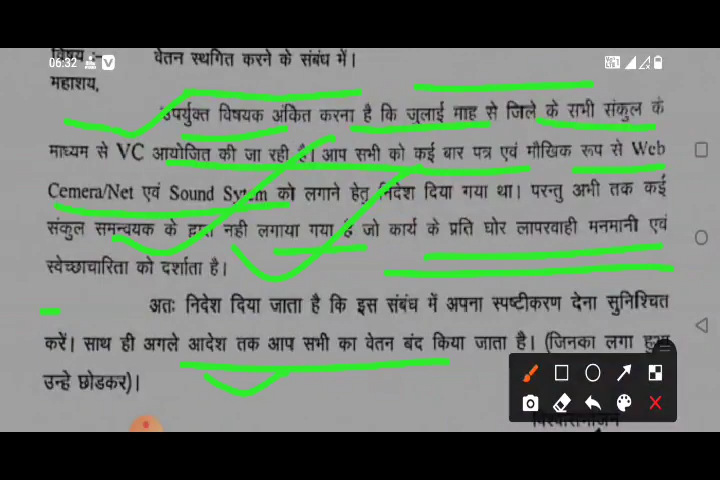 विषय :- वेतन स्थगित करने के संबंध में।
06:32
महाशय,
उपर्युक्त विषयक अंकित करना है कि जुलाई माह से जिले के सभी संकुल के
माध्यम से VC आयोजित की जा रही है। आप सभी को कई बार पत्र एवं मौखिक रूप से Web
Cemera/Net एवं Sound Sytem को लगाने हेतु निदेश दिया गया था। परन्तु अभी तक कई
संकुल समन्वयक के द्वारा नही लगाया गया है जो कार्य के प्रति घोर लापरवाही मनमानी एवं
स्वेच्छाचारिता को दर्शाता है।
अतः निदेश दिया जाता है कि इस संबंध में अपना स्पष्टीकरण देना सुनिश्चित
करें। साथ ही अगले आदेश तक आप सभी का वेतन बंद किया जाता है। (जिनका लगा हुआ
उन्हे छोडकर)।